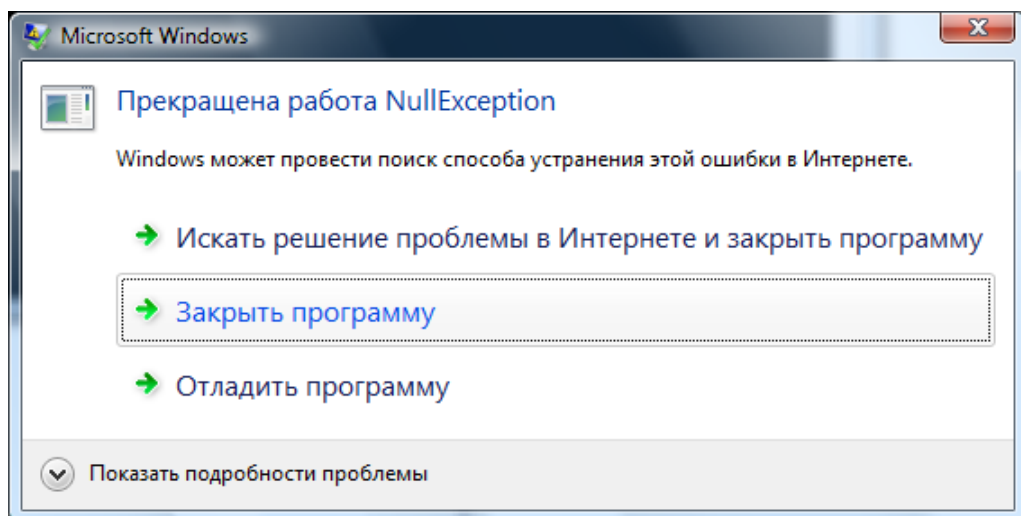 Microsoft Windows
Прекращена работа NullException
Windows может провести поиск способа устранения этой ошибки в Интернете.
Искать решение проблемы в Интернете и закрыть программу
Закрыть программу
Отладить программу
Показать подробности проблемы